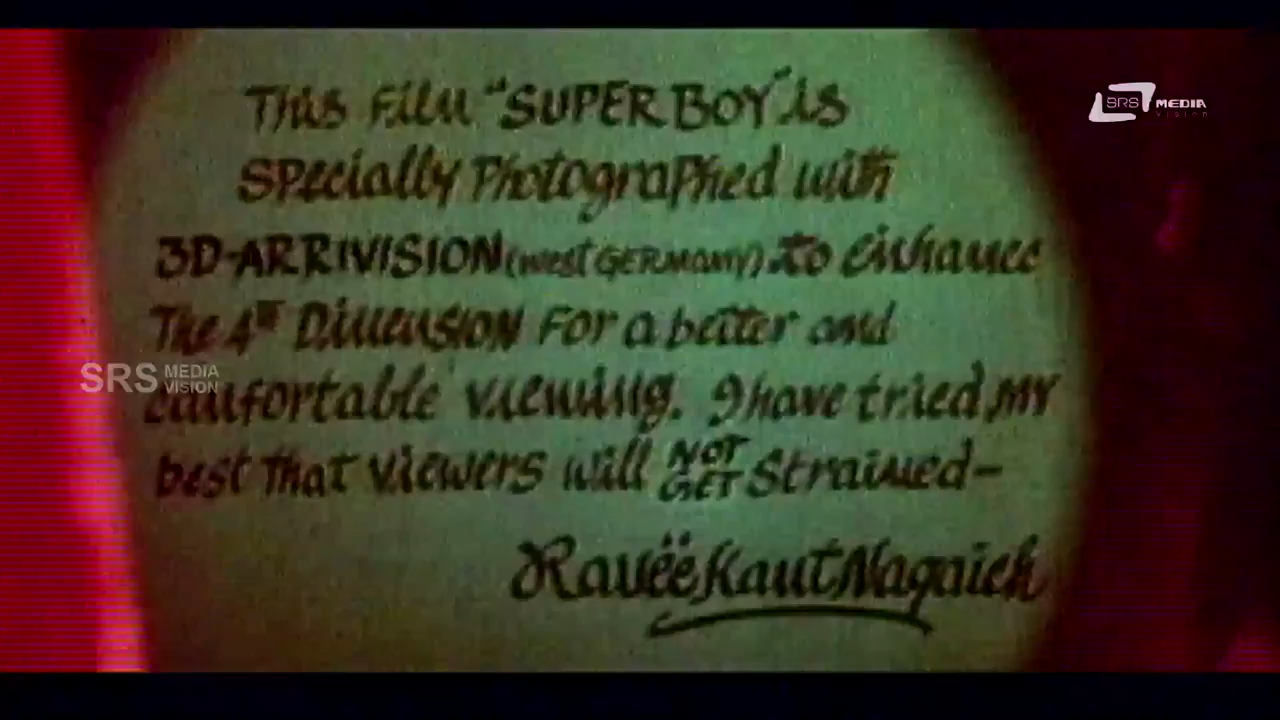 This Film "SUPER BOY" is
SPecially Photographed with
3D-ARRIVISION (West GERMANY) to enhance
The 4th Dimension For a better and
comfortable viewing. I have tried my
best That viewers will NOT GET Strained-
Raveë Kant Nagaich
SRS MEDIA Vision
SRS MEDIA VISION